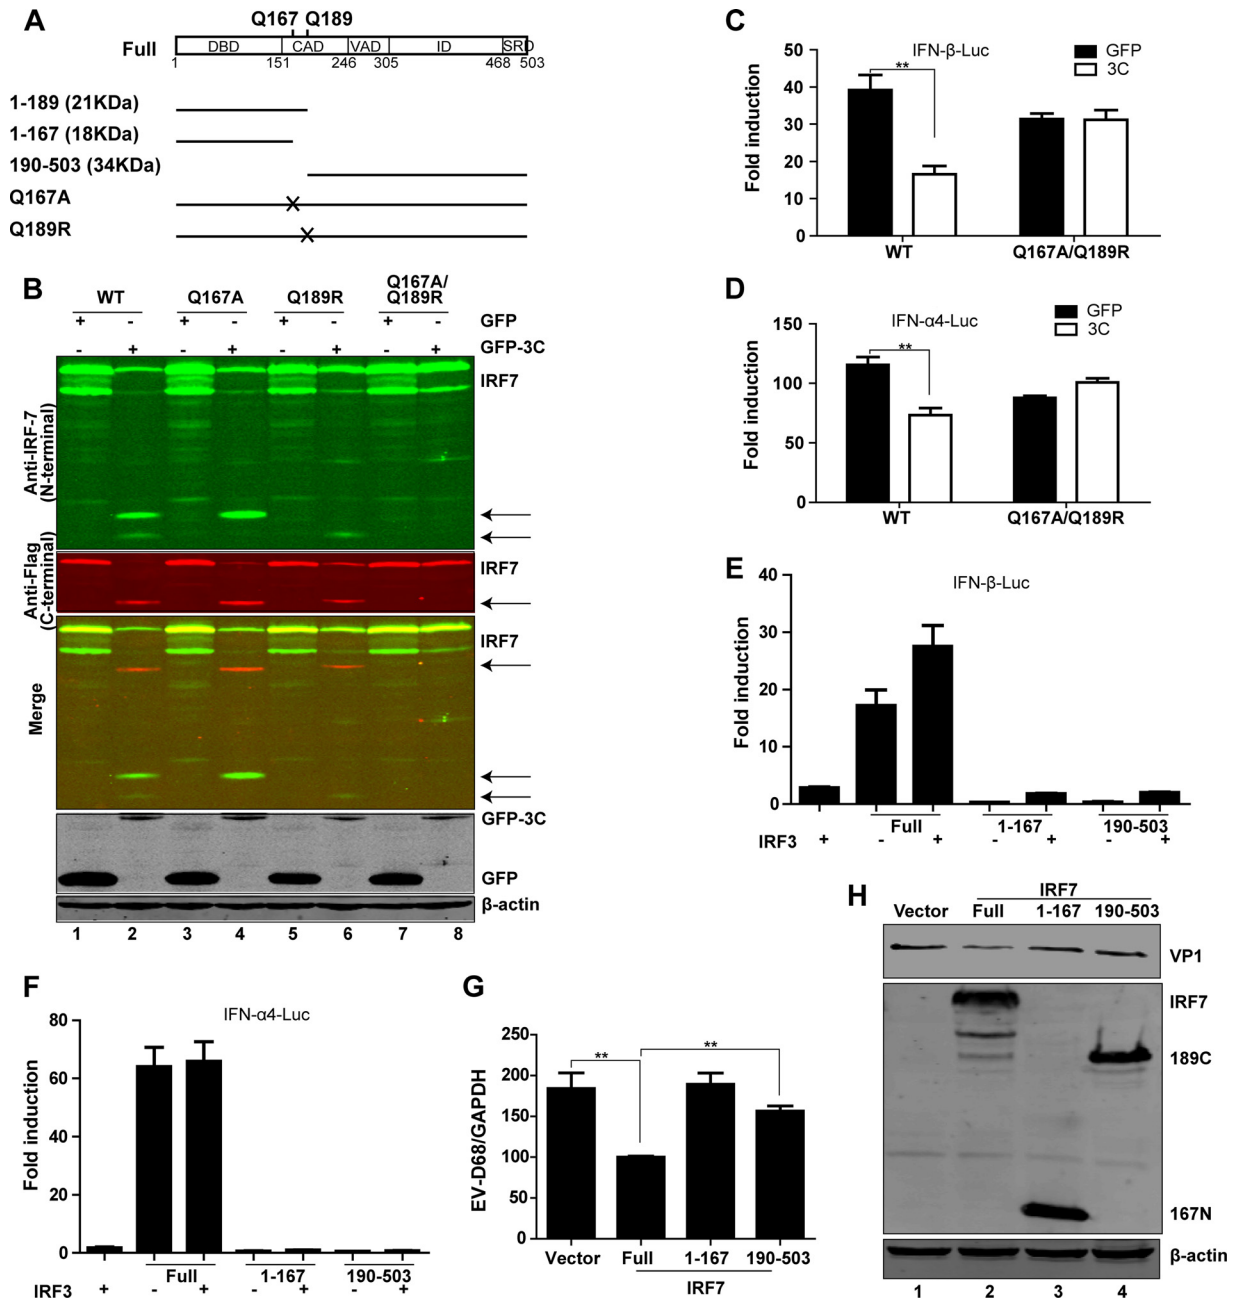 A
Q167 Q189
Full
DBD CAD VAD ID SRD
1 151 246 305 468 503
1-189 (21KDa)
1-167 (18KDa)
190-503 (34KDa)
Q167A
Q189R
B
WT Q167A Q189R Q167A/
Q189R
+ - + - + - + - GFP
- + - + - + - + GFP-3C
Anti-IRF-7
(N-terminal)
IRF7
Anti-Flag
(C-terminal)
IRF7
Merge
IRF7
GFP-3C
GFP
β-actin
1 2 3 4 5 6 7 8
C
IFN-β-Luc
GFP
3C
Fold induction
50
40
30
20
10
0
**
WT Q167A/Q189R
D
IFN-α4-Luc
GFP
3C
Fold induction
150
100
50
0
**
WT Q167A/Q189R
E
IFN-β-Luc
Fold induction
40
30
20
10
0
Full 1-167 190-503
IRF3 + - + - + - +
F
IFN-α4-Luc
Fold induction
80
60
40
20
0
Full 1-167 190-503
IRF3 + - + - + - +
G
EV-D68/GAPDH
250
200
150
100
50
0
** **
Vector Full 1-167 190-503
IRF7
H
IRF7
Vector Full 1-167 190-503
VP1
IRF7
189C
167N
β-actin
1 2 3 4